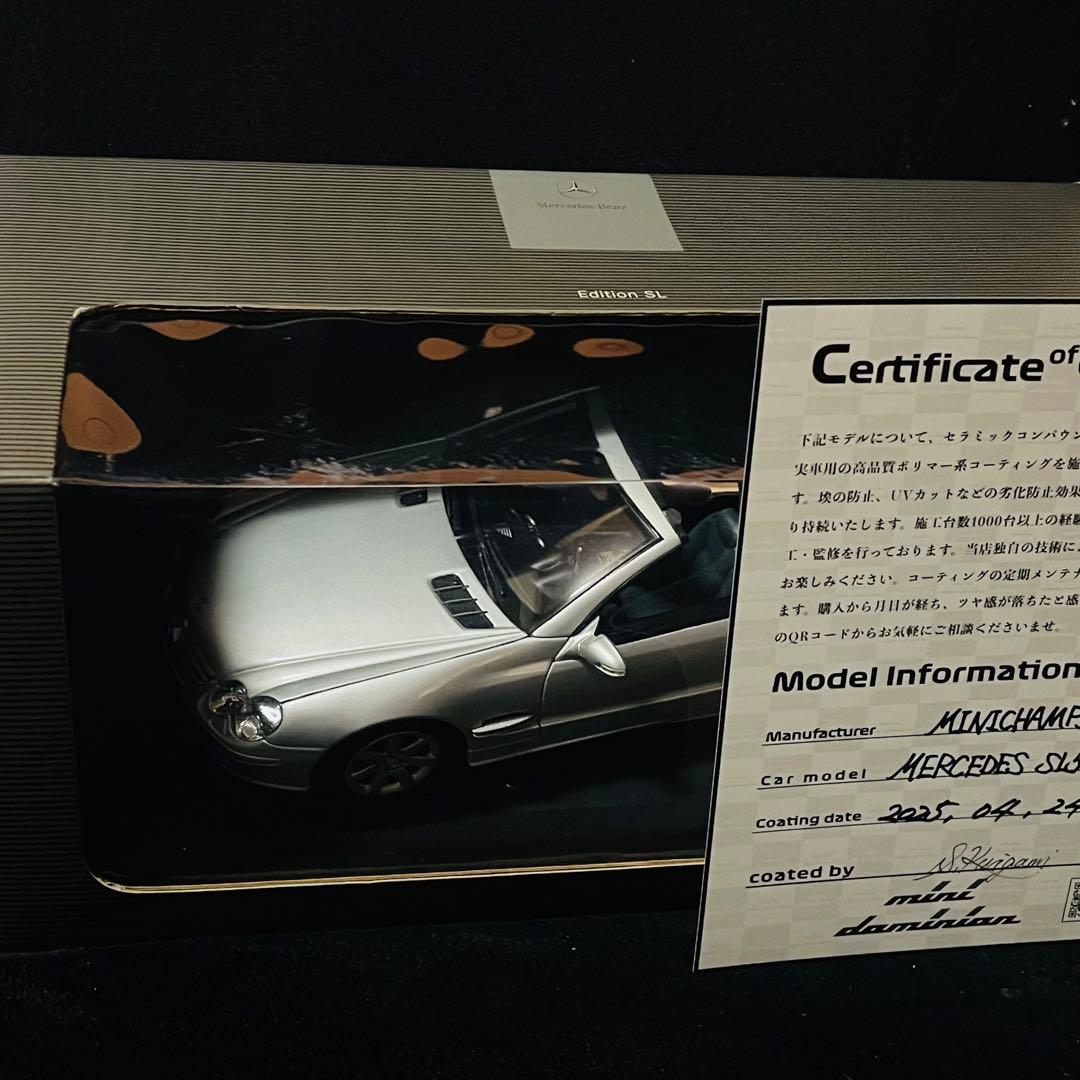 Mercedes-Benz
Edition SL
Certificate of
下記モデルについて、セラミックコンパウン
実車用の高品質ポリマー系コーティングを施
す。埃の防止、UVカットなどの劣化防止効果
り持続いたします。施工台数1000台以上の経験
工・監修を行っております。当店独自の技術に
お楽しみください。コーティングの定期メンテナ
ます。購入から月日が経ち、ツヤ感が落ちたと感
のQRコードからお気軽にご相談くださいませ。
Model Information
Manufacturer MINICHAMPS
Car model MERCEDES SL5
Coating date 2025, 04, 24
coated by
mini
daminian